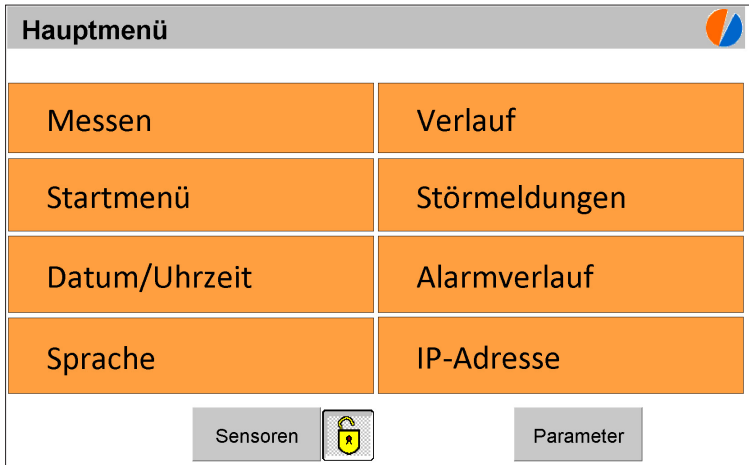 Hauptmenü
Messen
Verlauf
Startmenü
Störmeldungen
Datum/Uhrzeit
Alarmverlauf
Sprache
IP-Adresse
Sensoren
Parameter